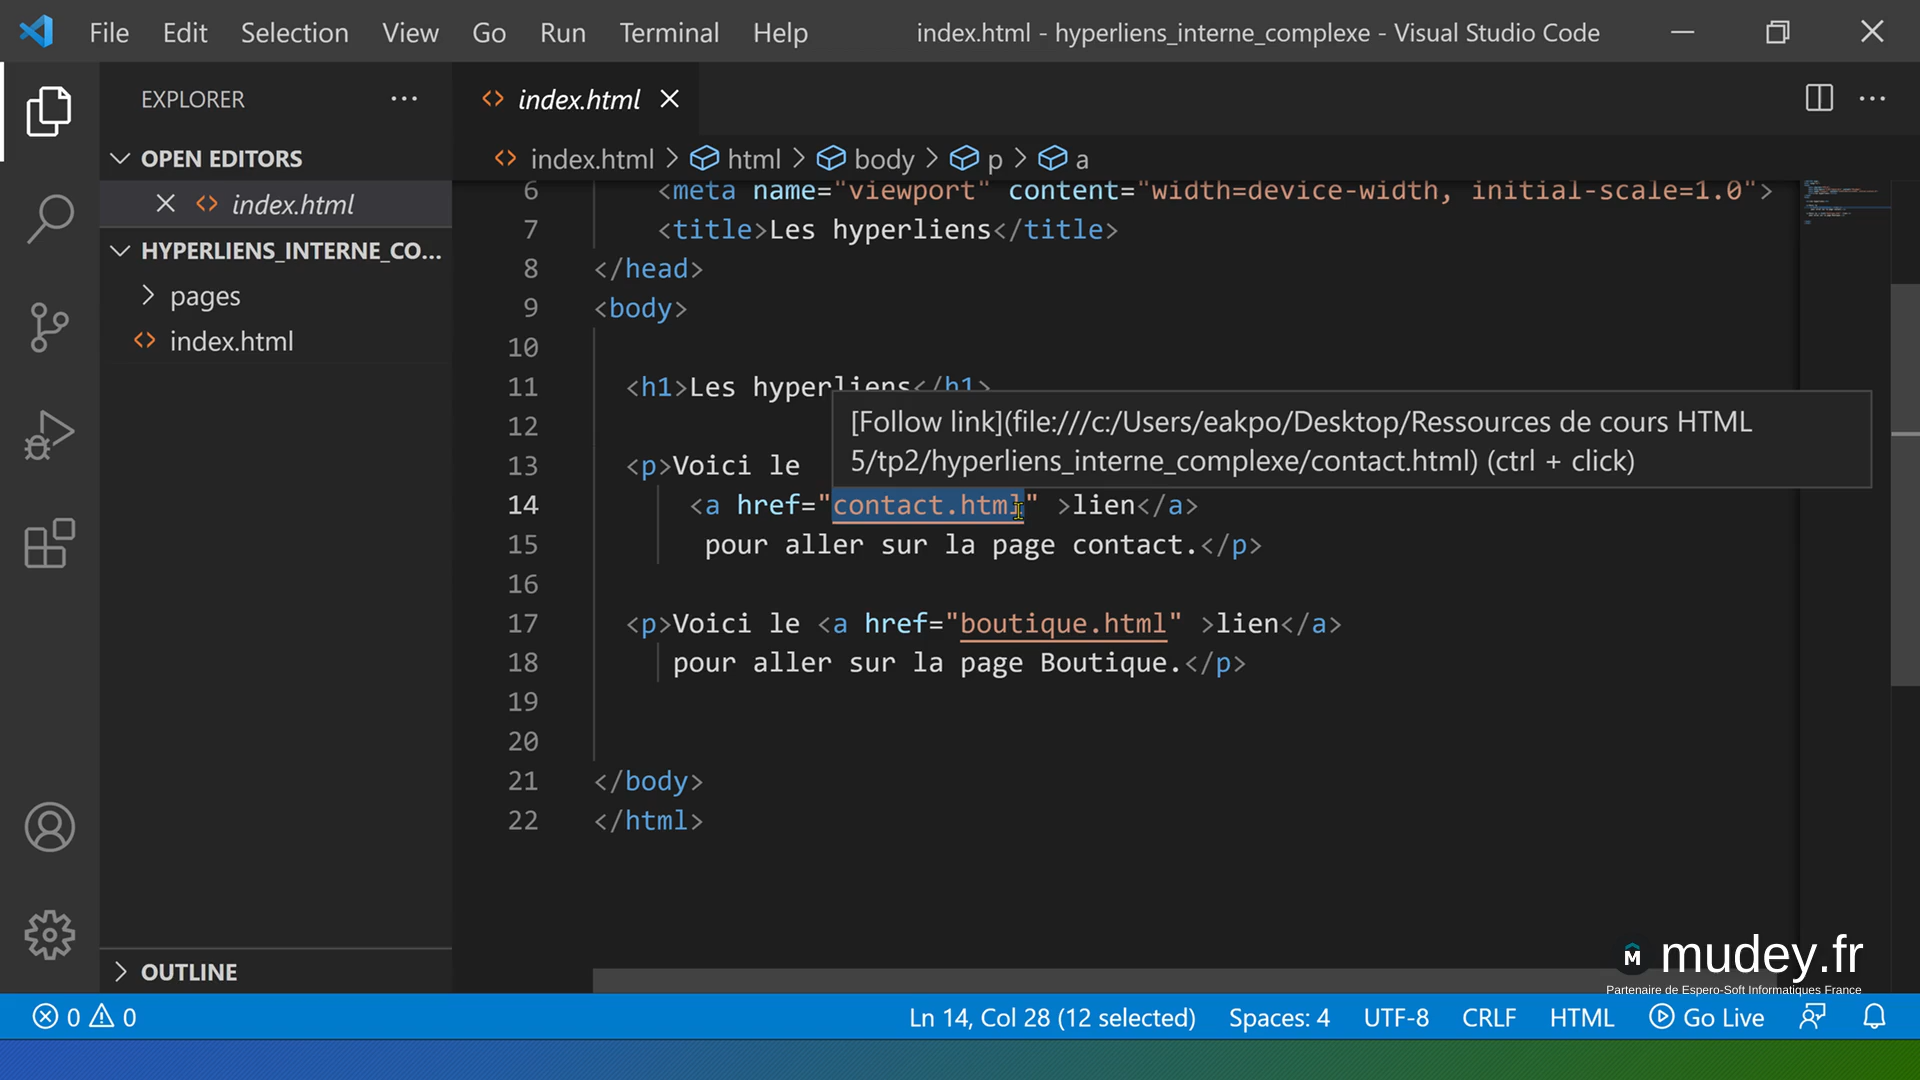 File Edit Selection View Go Run Terminal Help index.html - hyperliens_interne_complexe - Visual Studio Code
EXPLORER
OPEN EDITORS
index.html
HYPERLIENS_INTERNE_CO...
pages
index.html
OUTLINE
index.html
index.html > html > body > p > a
6 <meta name="viewport" content="width=device-width, initial-scale=1.0">
7 <title>Les hyperliens</title>
8 </head>
9 <body>
10
11 <h1>Les hyperliens</h1>
12
[Follow link](file:///c:/Users/eakpo/Desktop/Ressources de cours HTML
5/tp2/hyperliens_interne_complexe/contact.html) (ctrl + click)
13 <p>Voici le
14 <a href="contact.html" >lien</a>
15 pour aller sur la page contact.</p>
16
17 <p>Voici le <a href="boutique.html" >lien</a>
18 pour aller sur la page Boutique.</p>
19
20
21 </body>
22 </html>
M mudey.fr
Partenaire de Espero-Soft Informatiques France
0 0 Ln 14, Col 28 (12 selected) Spaces: 4 UTF-8 CRLF HTML Go Live